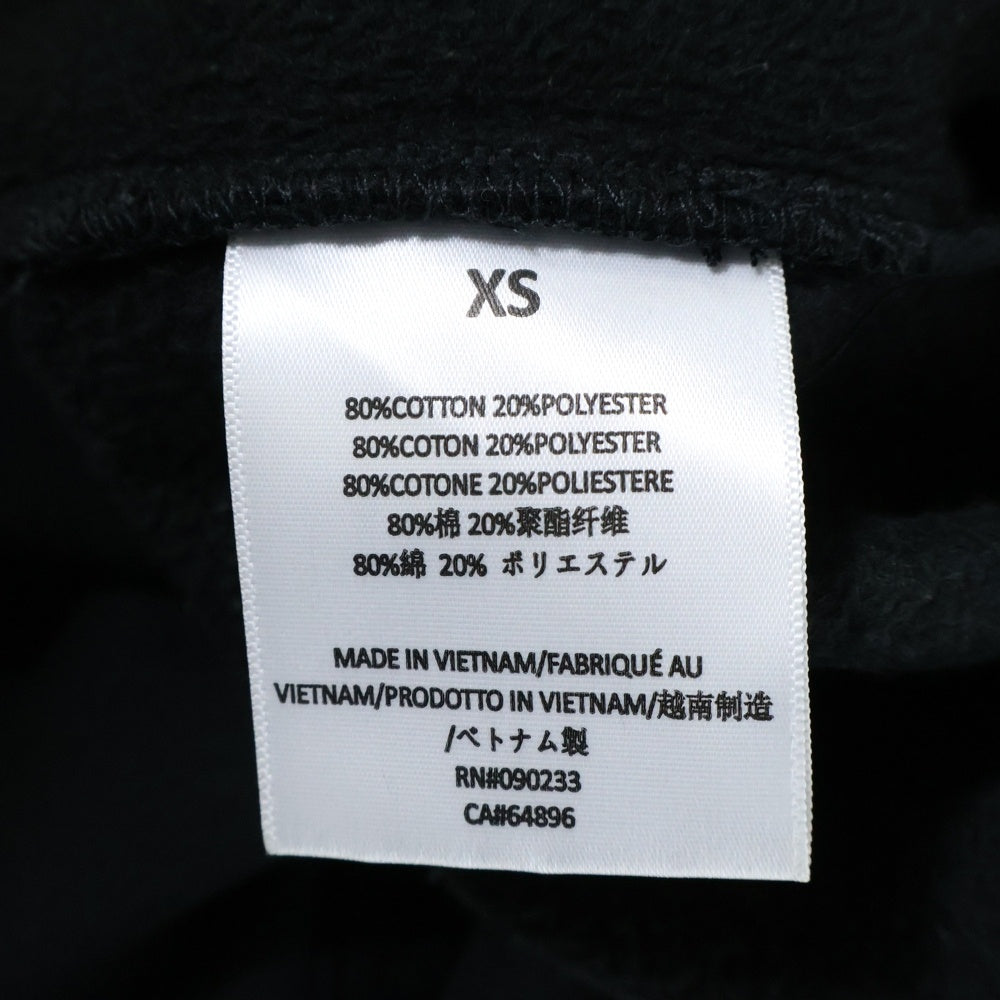 XS
80%COTTON 20%POLYESTER
80%COTON 20%POLYESTER
80%COTONE 20%POLIESTERE
80%棉 20%聚酯纤维
80%綿 20% ポリエステル
MADE IN VIETNAM/FABRIQUÉ AU
VIETNAM/PRODOTTO IN VIETNAM/越南制造
/ベトナム製
RN#090233
CA#64896